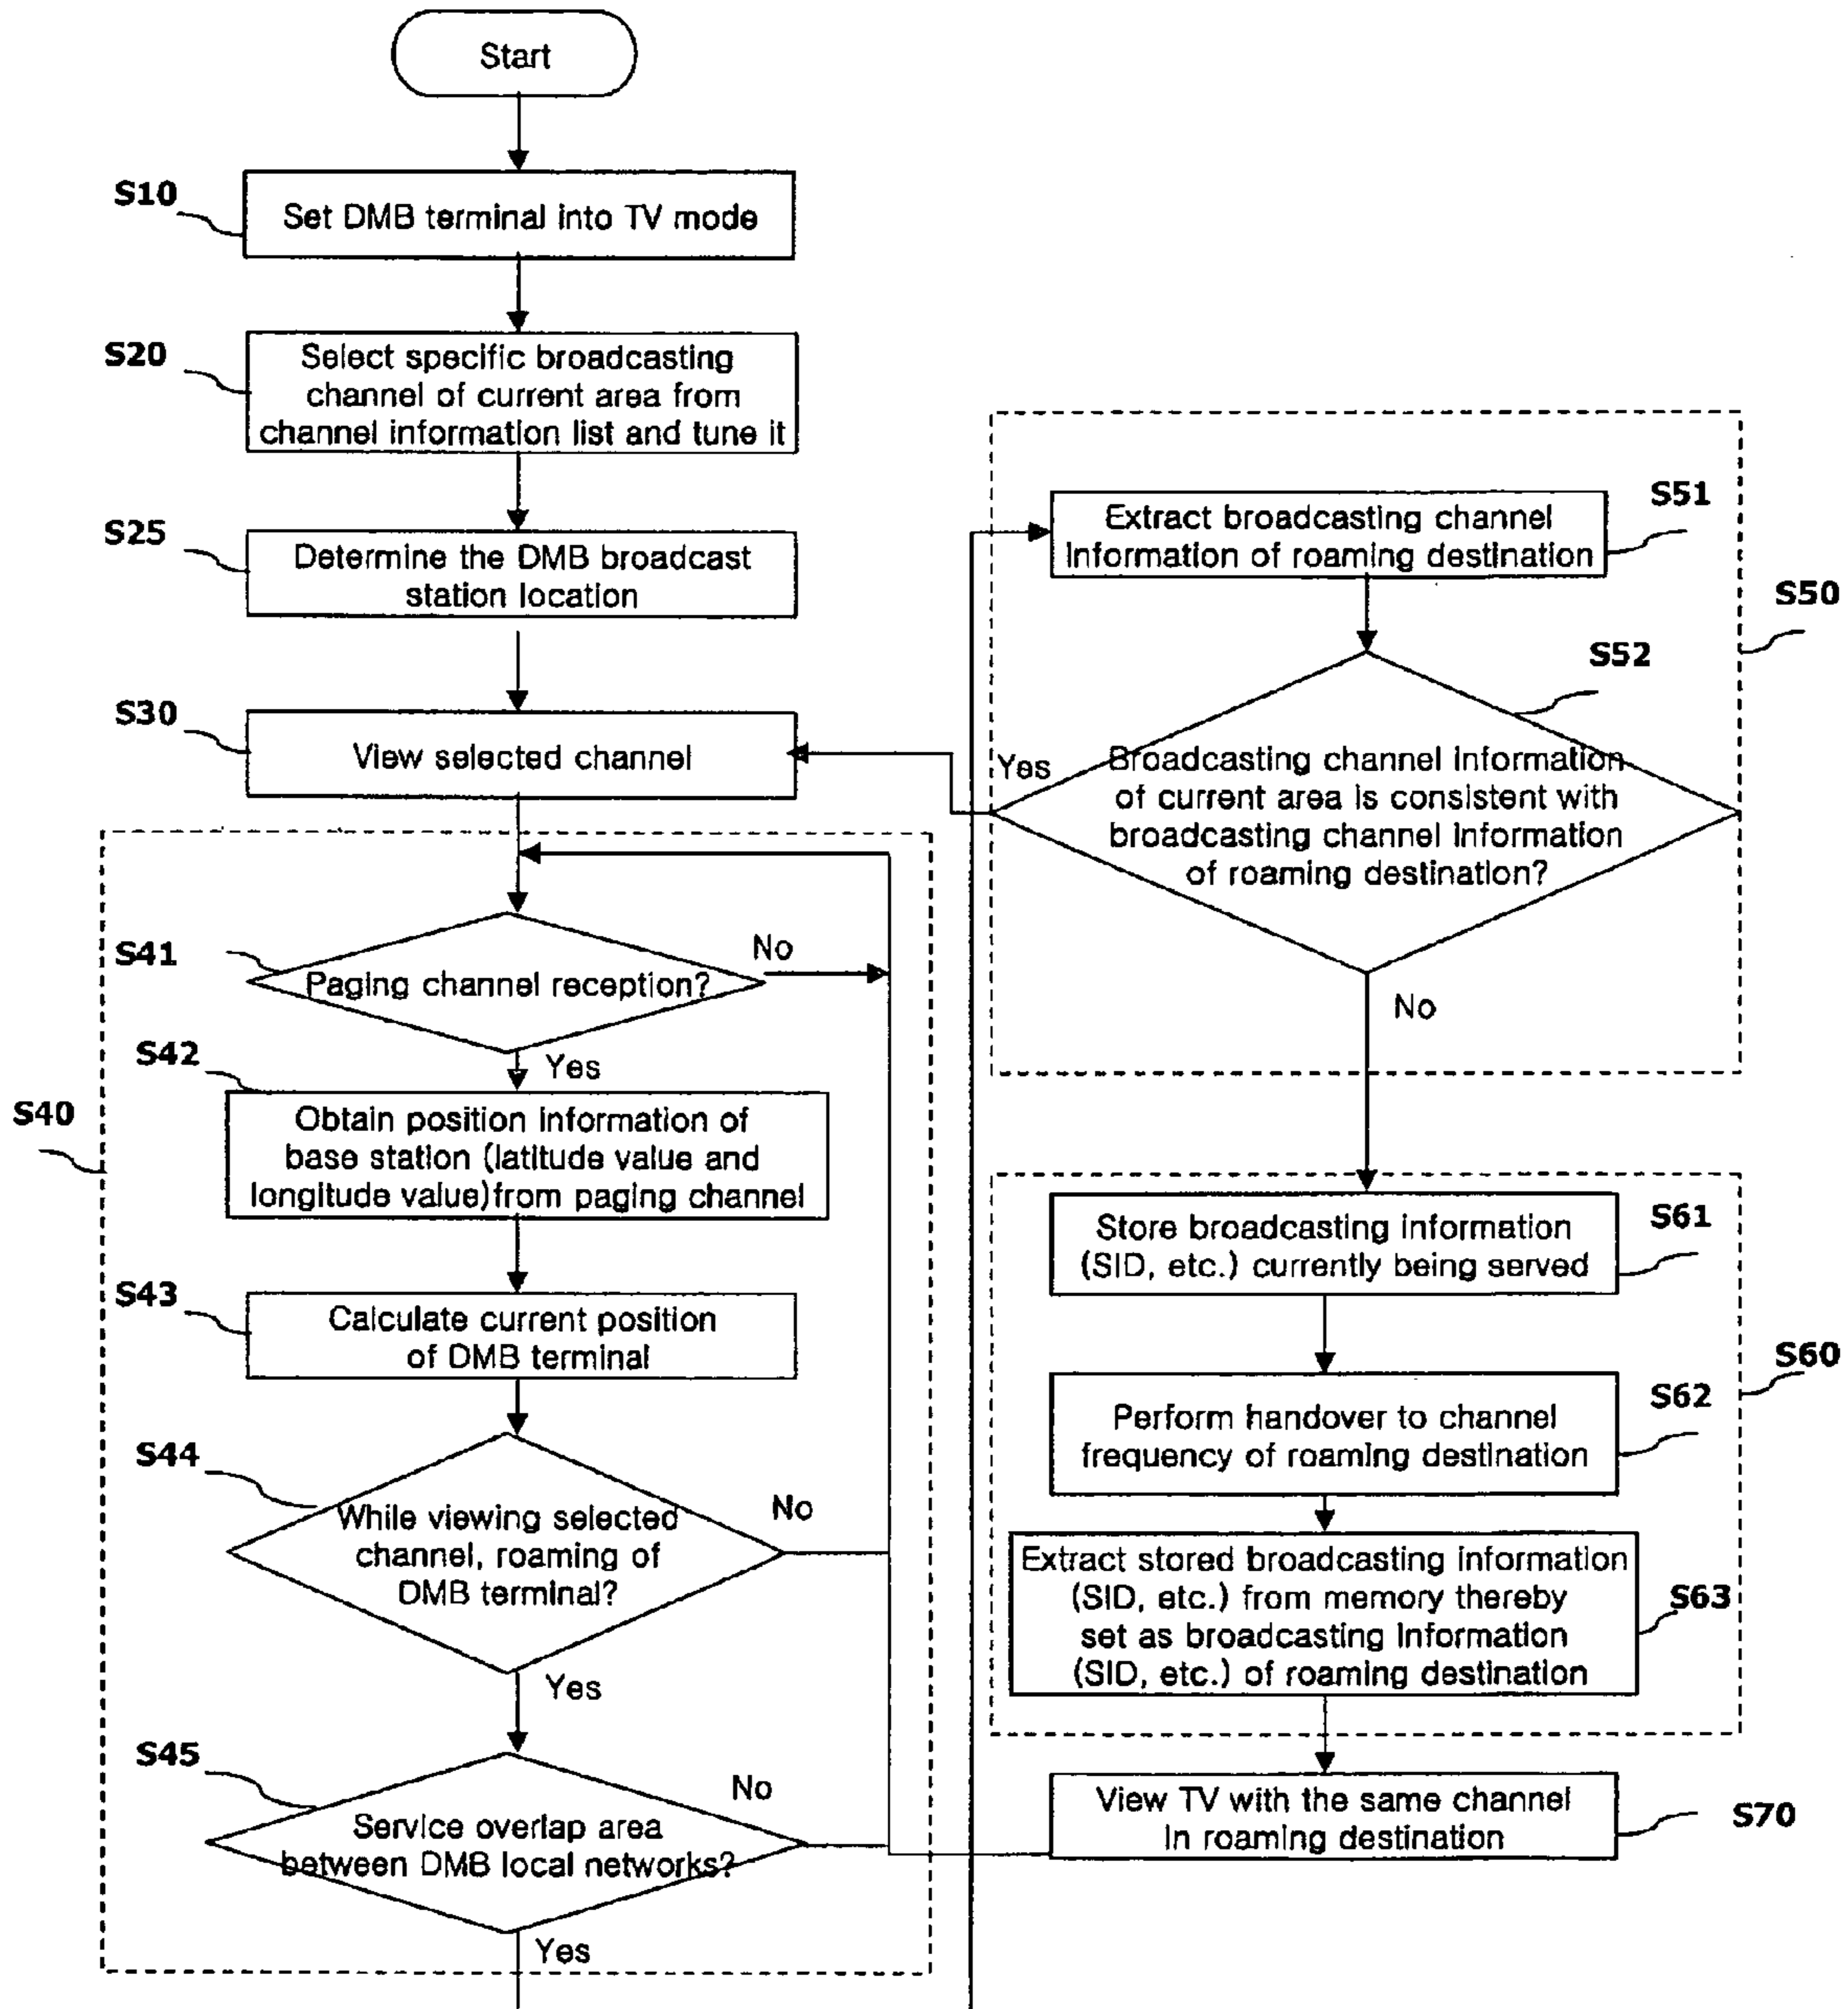 Start
S10
Set DMB terminal into TV mode
S20
Select specific broadcasting
channel of current area from
channel information list and tune it
S25
Determine the DMB broadcast
station location
S30
View selected channel
S40
S41
Paging channel reception?
No
Yes
S42
Obtain position information of
base station (latitude value and
longitude value)from paging channel
S43
Calculate current position
of DMB terminal
S44
While viewing selected
channel, roaming of
DMB terminal?
No
Yes
S45
Service overlap area
between DMB local networks?
No
Yes
S50
S51
Extract broadcasting channel
information of roaming destination
S52
Broadcasting channel information
of current area is consistent with
broadcasting channel information
of roaming destination?
Yes
No
S60
S61
Store broadcasting information
(SID, etc.) currently being served
S62
Perform handover to channel
frequency of roaming destination
S63
Extract stored broadcasting information
(SID, etc.) from memory thereby
set as broadcasting information
(SID, etc.) of roaming destination
S70
View TV with the same channel
in roaming destination